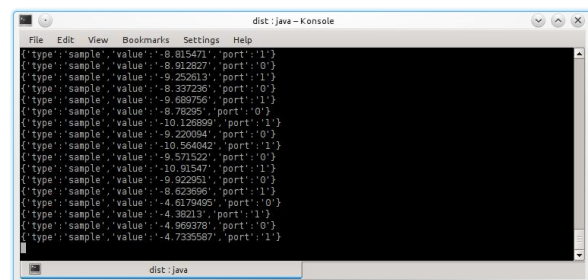 dist : java – Konsole
File Edit View Bookmarks Settings Help
{'type':'sample','value':'-8.815471','port':'1'}
{'type':'sample','value':'-8.912827','port':'0'}
{'type':'sample','value':'-9.252613','port':'1'}
{'type':'sample','value':'-8.337236','port':'0'}
{'type':'sample','value':'-9.689756','port':'1'}
{'type':'sample','value':'-8.78295','port':'0'}
{'type':'sample','value':'-10.126899','port':'1'}
{'type':'sample','value':'-9.220094','port':'0'}
{'type':'sample','value':'-10.564042','port':'1'}
{'type':'sample','value':'-9.571522','port':'0'}
{'type':'sample','value':'-10.91547','port':'1'}
{'type':'sample','value':'-9.922951','port':'0'}
{'type':'sample','value':'-8.623696','port':'1'}
{'type':'sample','value':'-4.6179495','port':'0'}
{'type':'sample','value':'-4.38213','port':'1'}
{'type':'sample','value':'-4.969378','port':'0'}
{'type':'sample','value':'-4.7335587','port':'1'}
dist : java